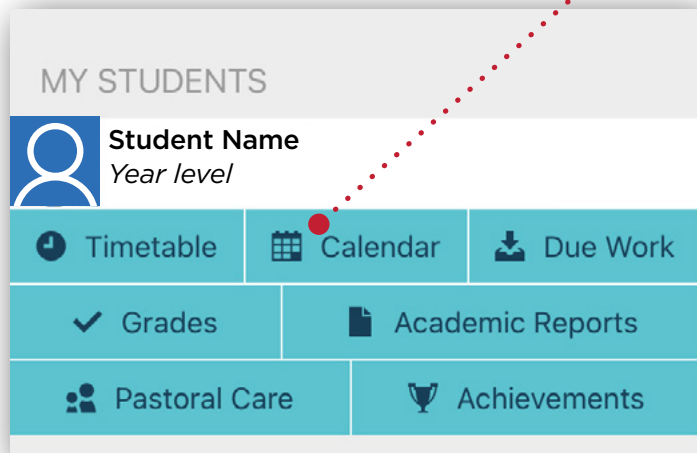 MY STUDENTS
Student Name
Year level
Timetable Calendar Due Work
Grades Academic Reports
Pastoral Care Achievements